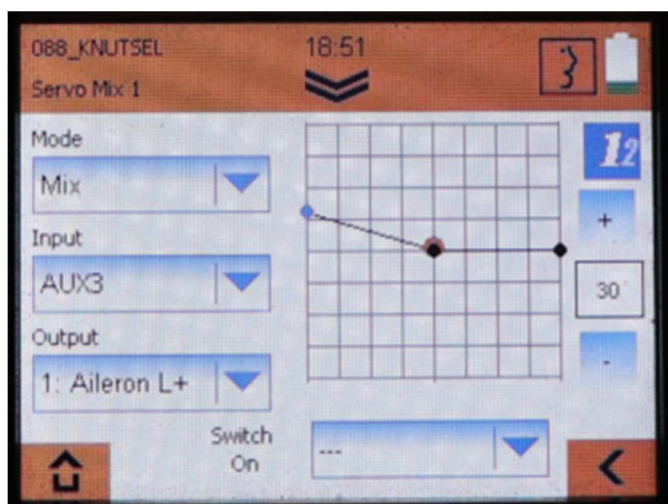 088_KNUTSEL
18:51
Servo Mix 1
Mode
Mix
12
+
Input
AUX3
30
Output
1: Aileron L+
-
Switch
On
---